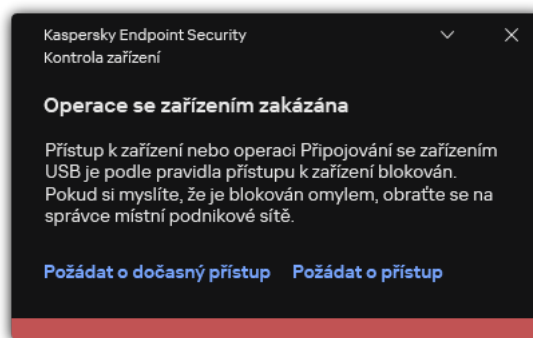 Kaspersky Endpoint Security
Kontrola zařízení
Operace se zařízením zakázána
Přístup k zařízení nebo operaci Připojování se zařízením
USB je podle pravidla přístupu k zařízení blokován.
Pokud si myslíte, že je blokován omylem, obraťte se na
správce místní podnikové sítě.
Požádat o dočasný přístup Požádat o přístup